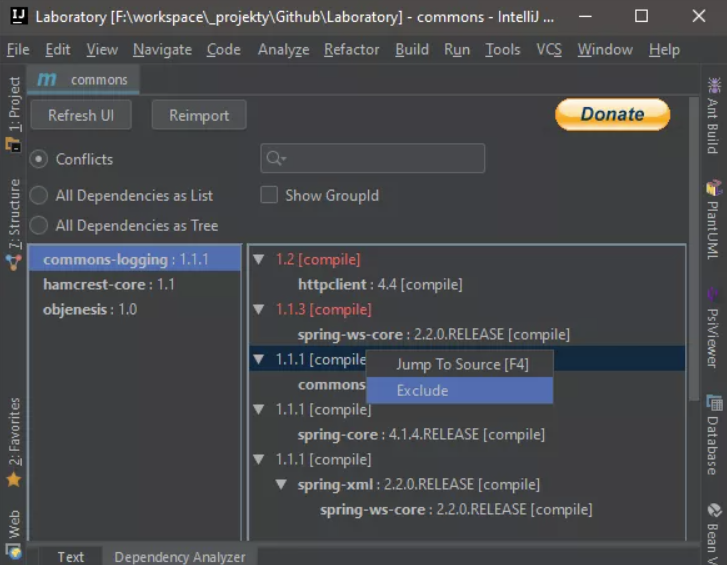 Laboratory [F:\workspace\_projekty\Github\Laboratory] - commons - IntelliJ ...
File Edit View Navigate Code Analyze Refactor Build Run Tools VCS Window Help
m commons
Refresh UI Reimport Donate
Conflicts
All Dependencies as List Show GroupId
All Dependencies as Tree
commons-logging : 1.1.1
hamcrest-core : 1.1
objenesis : 1.0
1.2 [compile]
httpclient : 4.4 [compile]
1.1.3 [compile]
spring-ws-core : 2.2.0.RELEASE [compile]
1.1.1 [compile
commons
Jump To Source [F4]
Exclude
1.1.1 [compile]
spring-core : 4.1.4.RELEASE [compile]
1.1.1 [compile]
spring-xml : 2.2.0.RELEASE [compile]
spring-ws-core : 2.2.0.RELEASE [compile]
Text Dependency Analyzer
1: Project
7: Structure
2: Favorites
Web
Ant Build
PlantUML
PsiViewer
Database
Bean V